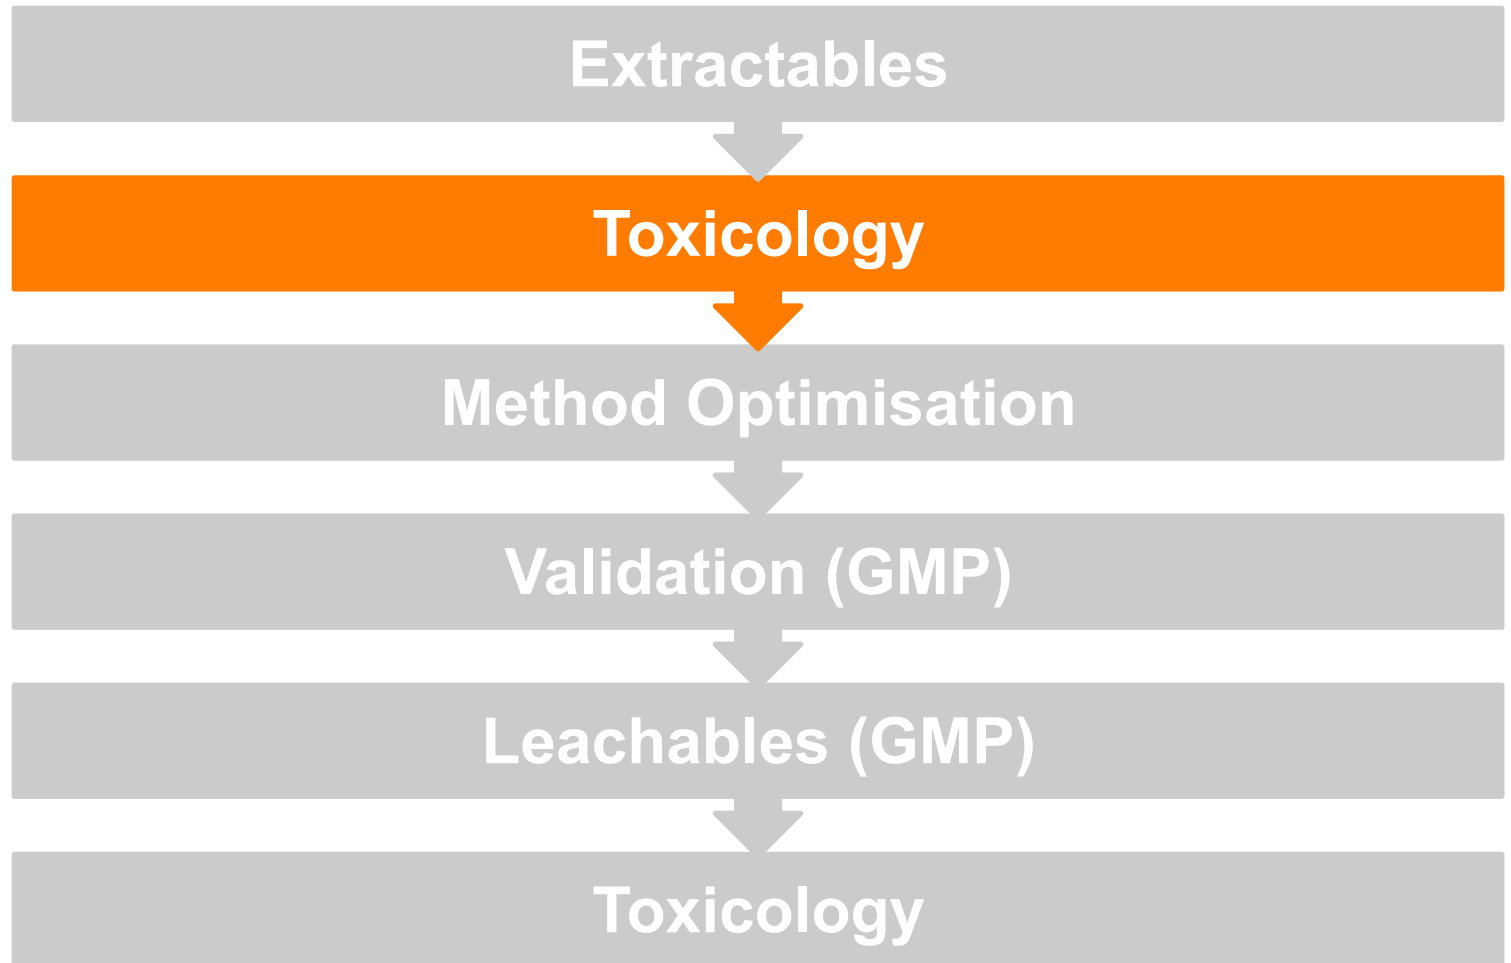 Extractables
Toxicology
Method Optimisation
Validation (GMP)
Leachables (GMP)
Toxicology